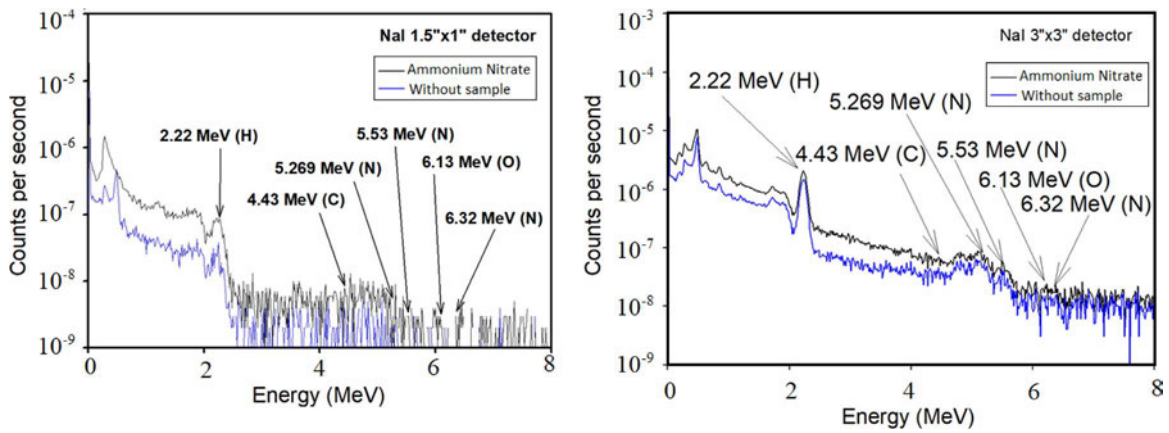 NaI 1.5"x1" detector
Ammonium Nitrate
Without sample
2.22 MeV (H)
5.53 MeV (N)
5.269 MeV (N)
6.13 MeV (O)
4.43 MeV (C)
6.32 MeV (N)
10-4
10-5
10-6
10-7
10-8
10-9
Counts per second
0 2 4 6 8
Energy (MeV)
NaI 3"x3" detector
Ammonium Nitrate
Without sample
2.22 MeV (H)
5.269 MeV (N)
4.43 MeV (C)
5.53 MeV (N)
6.13 MeV (O)
6.32 MeV (N)
10-3
10-4
10-5
10-6
10-7
10-8
10-9
Counts per second
0 2 4 6 8
Energy (MeV)